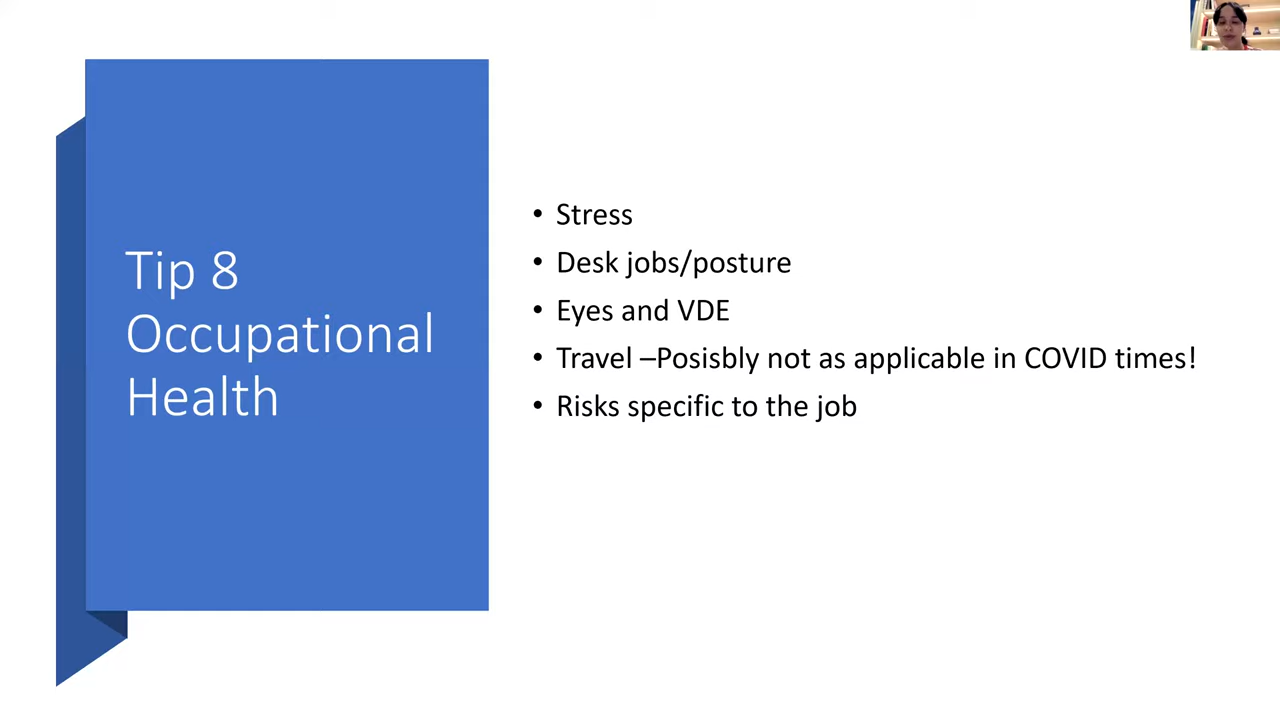 Tip 8
Occupational
Health
• Stress
• Desk jobs/posture
• Eyes and VDE
• Travel –Posisbly not as applicable in COVID times!
• Risks specific to the job